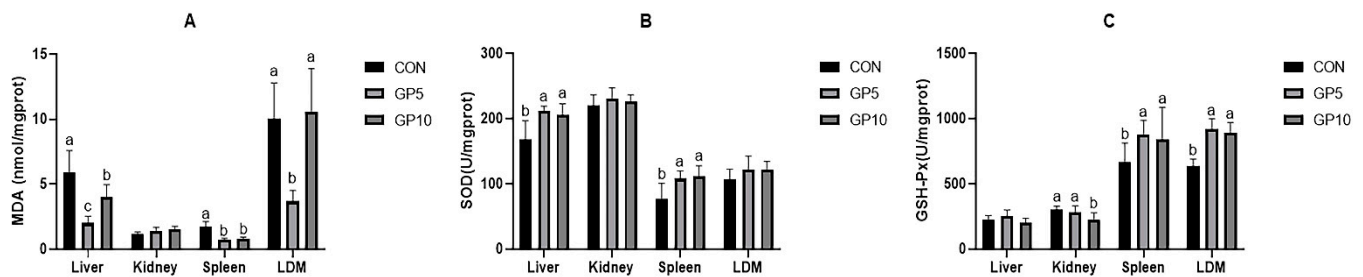 A
MDA (nmol/mgprot)
15
10
5
0
a
c
b
a
b
b
a
b
a
Liver Kidney Spleen LDM
CON
GP5
GP10
B
SOD(U/mgprot)
300
200
100
0
b
a
a
b
a
a
Liver Kidney Spleen LDM
CON
GP5
GP10
C
GSH-Px(U/mgprot)
1500
1000
500
0
a
a
b
b
a
a
b
a
a
Liver Kidney Spleen LDM
CON
GP5
GP10